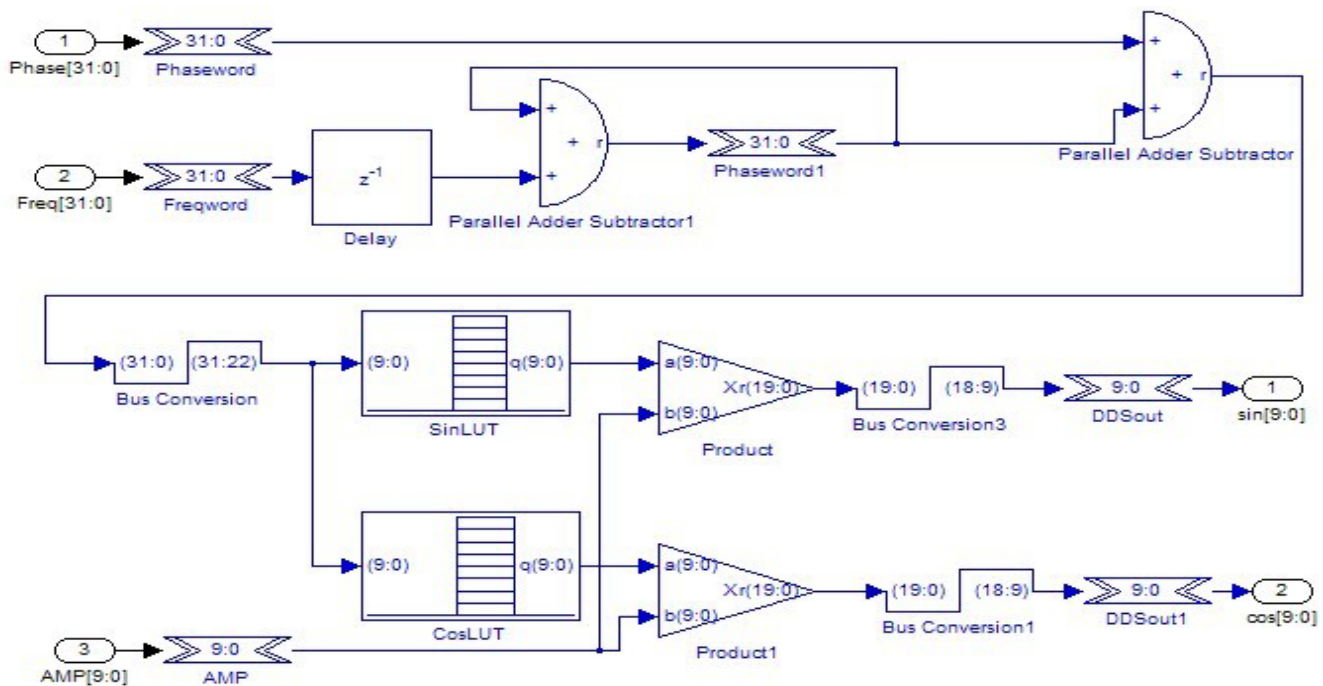 1
31:0
Phase[31:0]
Phaseword
+
+
r
+
Parallel Adder Subtractor
+
+
r
+
31:0
Phaseword1
Parallel Adder Subtractor1
2
31:0
Freq[31:0]
Freqword
z-1
Delay
(31:0) (31:22)
Bus Conversion
(9:0) q(9:0)
SinLUT
a(9:0)
Xr(19:0)
b(9:0)
Product
(19:0) (18:9)
Bus Conversion3
9:0
DDSout
1
sin[9:0]
(9:0) q(9:0)
CosLUT
a(9:0)
Xr(19:0)
b(9:0)
Product1
(19:0) (18:9)
Bus Conversion1
9:0
DDSout1
2
cos[9:0]
3
9:0
AMP[9:0]
AMP